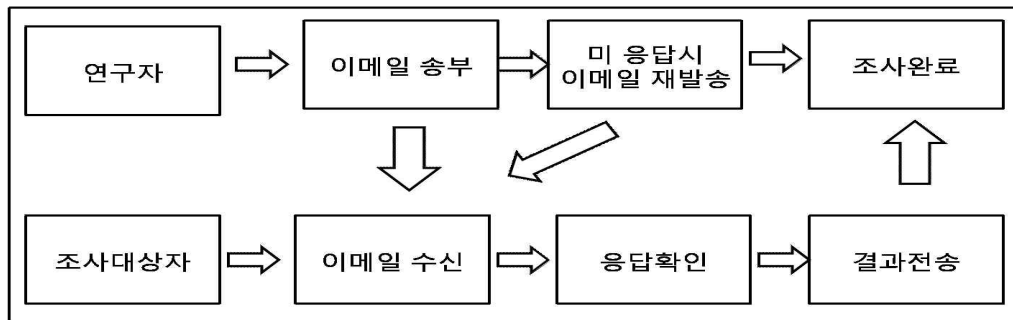 연구자
이메일 송부
미 응답시
이메일 재발송
조사완료
조사대상자
이메일 수신
응답확인
결과전송